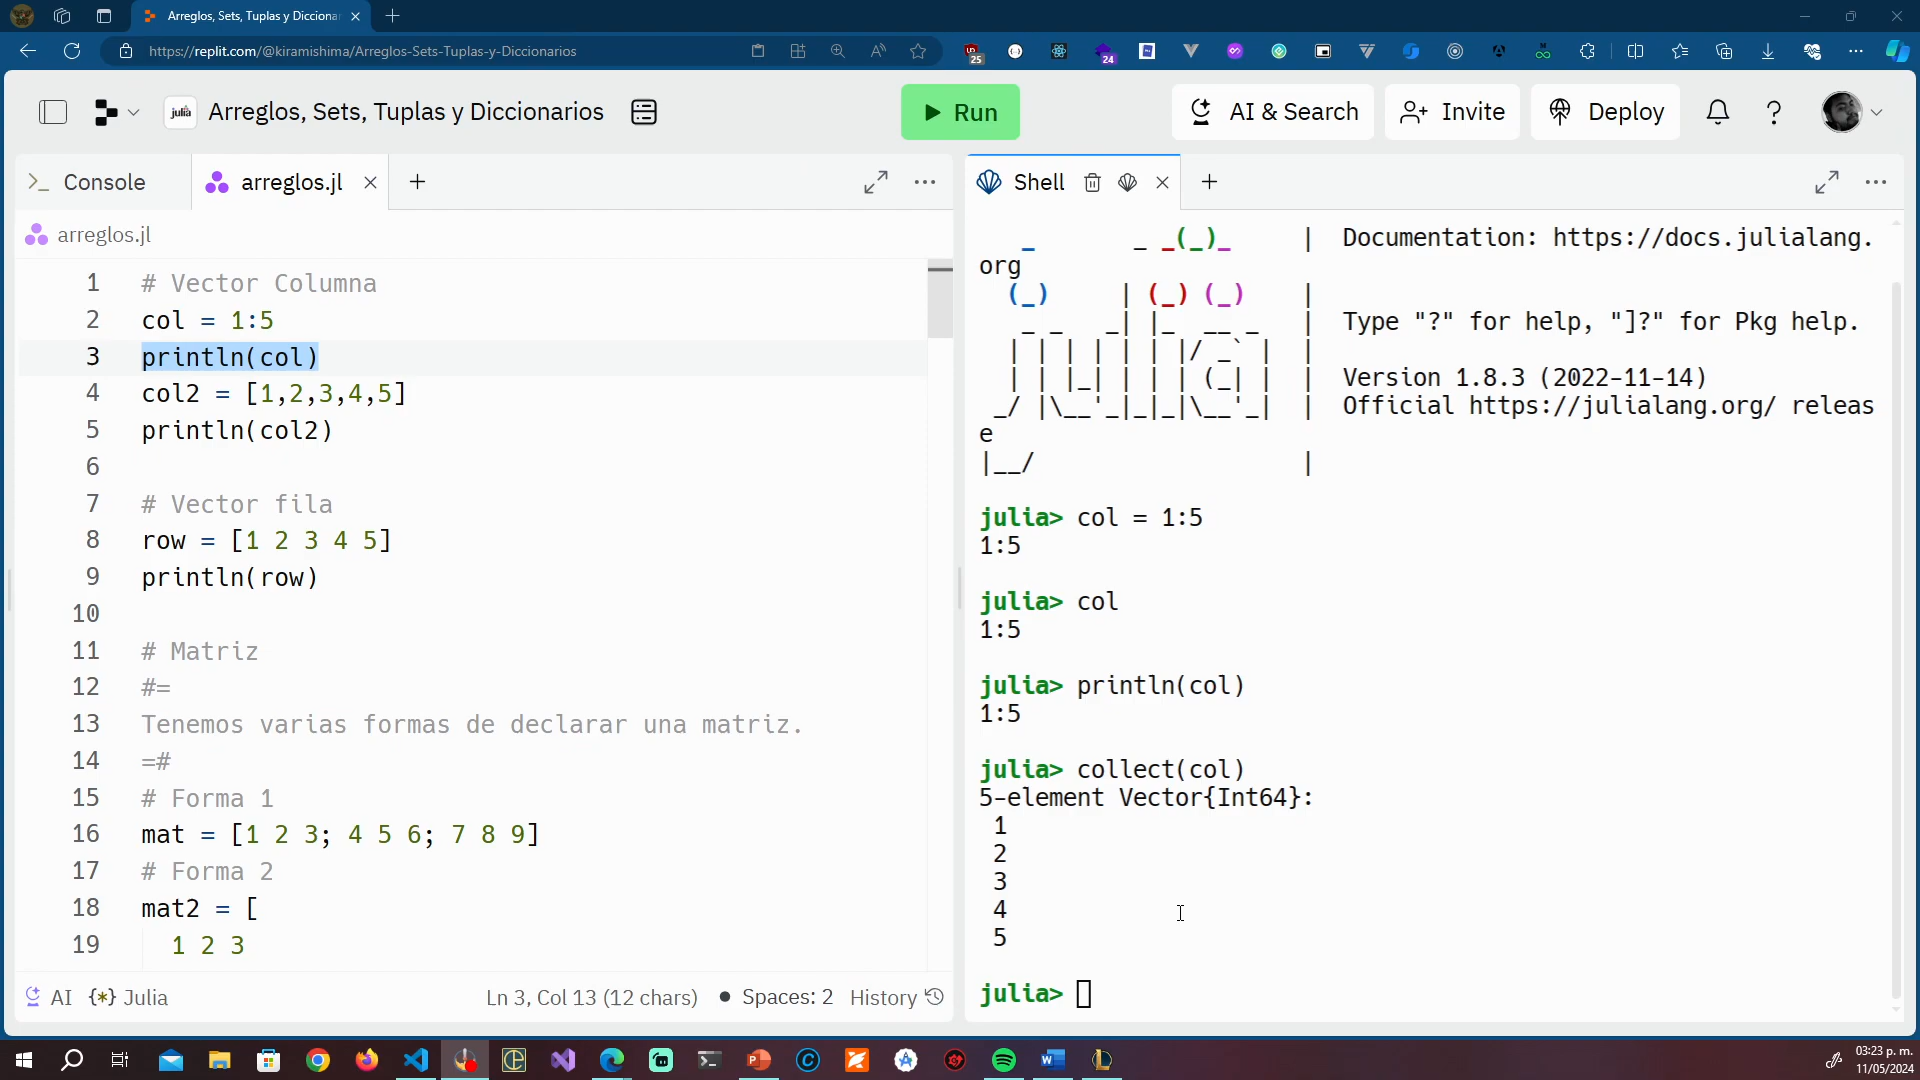 Arreglos, Sets, Tuplas y Dicciona
https://replit.com/@kiramishima/Arreglos-Sets-Tuplas-y-Diccionarios
25
24
julia
Arreglos, Sets, Tuplas y Diccionarios
Run
AI & Search
Invite
Deploy
Console
arreglos.jl
Shell
arreglos.jl
1 # Vector Columna
2 col = 1:5
3 println(col)
4 col2 = [1,2,3,4,5]
5 println(col2)
6
7 # Vector fila
8 row = [1 2 3 4 5]
9 println(row)
10
11 # Matriz
12 #=
13 Tenemos varias formas de declarar una matriz.
14 =#
15 # Forma 1
16 mat = [1 2 3; 4 5 6; 7 8 9]
17 # Forma 2
18 mat2 = [
19 1 2 3
AI
{*} Julia
Ln 3, Col 13 (12 chars)
Spaces: 2
History
   _       _ _(_)_     |  Documentation: https://docs.julialang.
org
  (_)     | (_) (_)    |
   _ _   _| |_  __ _   |  Type "?" for help, "]?" for Pkg help.
  | | | | | | |/ _` |  |
  | | |_| | | | (_| |  |  Version 1.8.3 (2022-11-14)
 _/ |\__'_|_|_|\__'_|  |  Official https://julialang.org/ releas
e
|__/                   |
julia> col = 1:5
1:5
julia> col
1:5
julia> println(col)
1:5
julia> collect(col)
5-element Vector{Int64}:
1
2
3
4
5
julia>
03:23 p. m.
11/05/2024